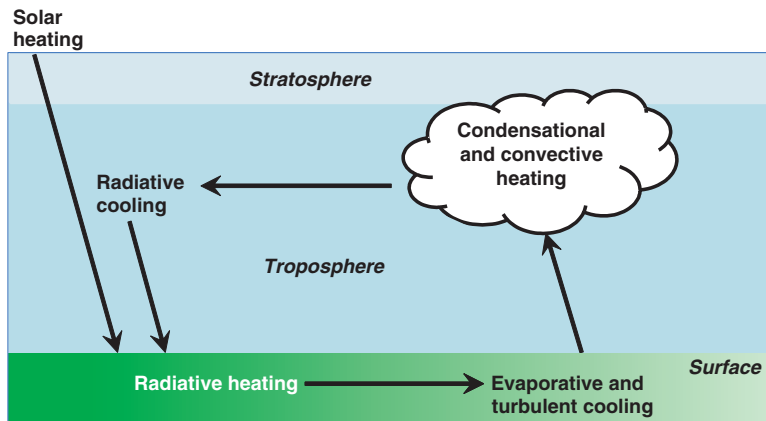 Solar
heating
Stratosphere
Condensational
and convective
heating
Radiative
cooling
Troposphere
Surface
Radiative heating
Evaporative and
turbulent cooling